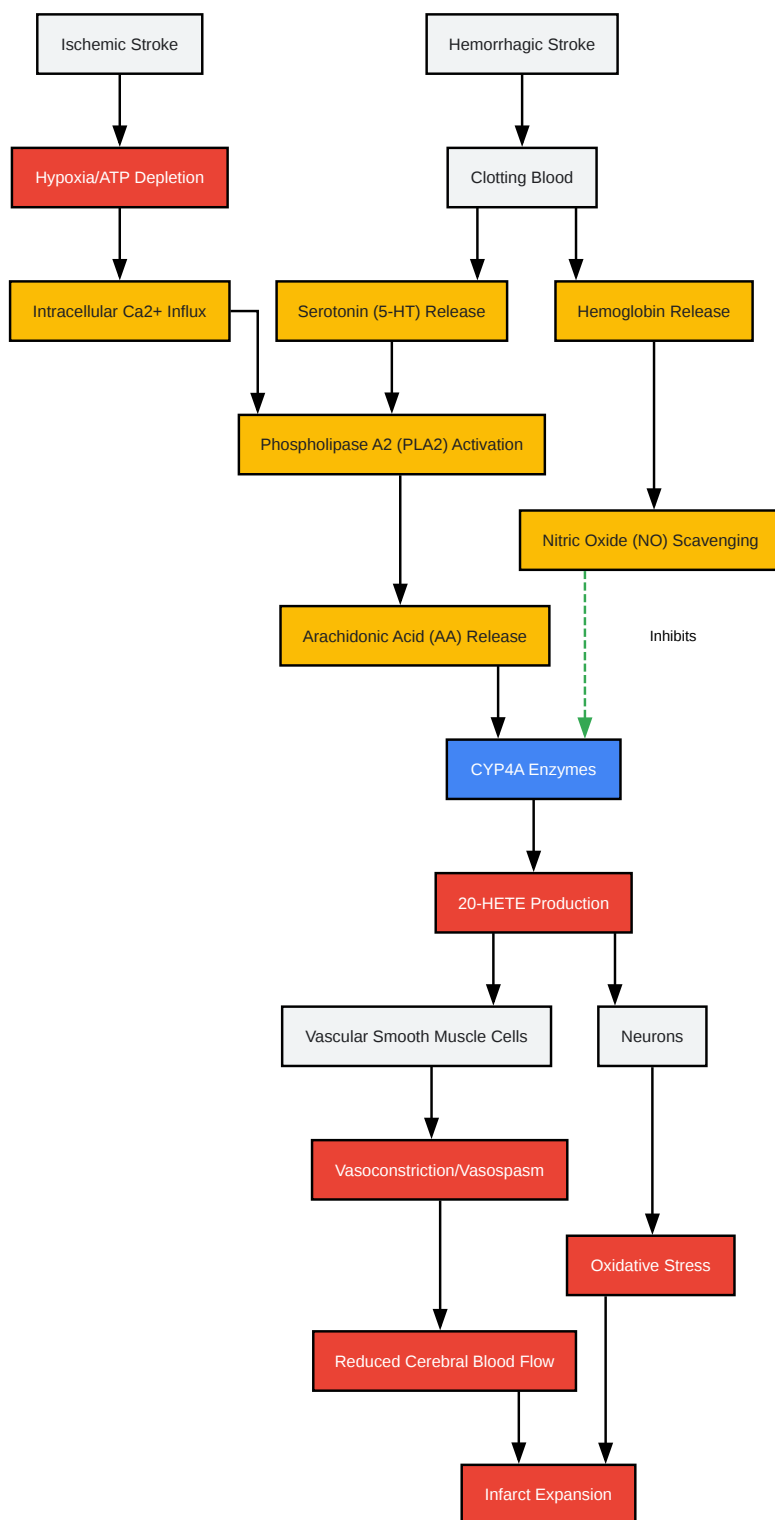 Ischemic Stroke
Hemorrhagic Stroke
Hypoxia/ATP Depletion
Clotting Blood
Intracellular Ca2+ Influx
Serotonin (5-HT) Release
Hemoglobin Release
Phospholipase A2 (PLA2) Activation
Nitric Oxide (NO) Scavenging
Arachidonic Acid (AA) Release
Inhibits
CYP4A Enzymes
20-HETE Production
Vascular Smooth Muscle Cells
Neurons
Vasoconstriction/Vasospasm
Oxidative Stress
Reduced Cerebral Blood Flow
Infarct Expansion